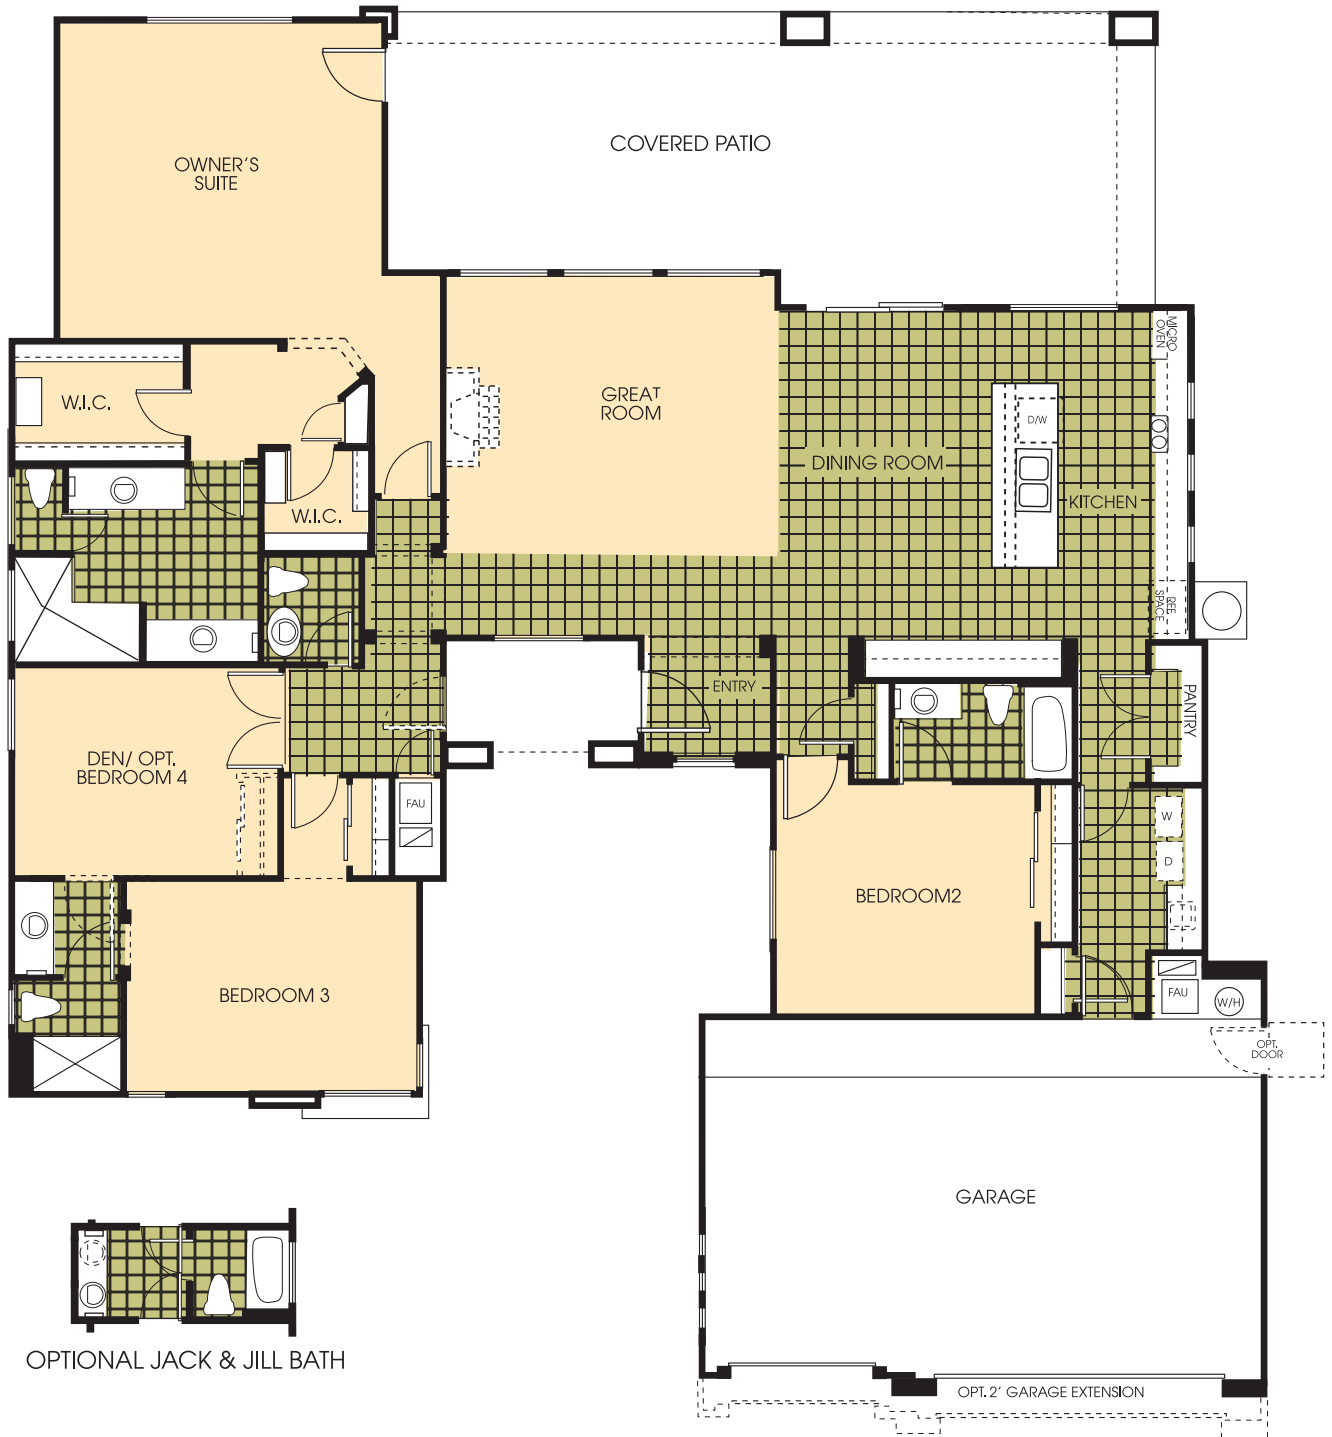 COVERED PATIO
OWNER'S
SUITE
MICRO
OVEN
W.I.C.
GREAT
ROOM
D/W
DINING ROOM
KITCHEN
W.I.C.
REF.
SPACE
ENTRY
PANTRY
DEN/ OPT.
BEDROOM 4
FAU
W
D
BEDROOM2
BEDROOM 3
FAU
W/H
OPT.
DOOR
GARAGE
OPTIONAL JACK & JILL BATH
OPT. 2' GARAGE EXTENSION